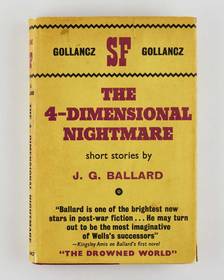 GOLLANCZ SF GOLLANCZ
THE
4-DIMENSIONAL
NIGHTMARE
short stories by
J. G. BALLARD
"Ballard is one of the brightest new
stars in post-war fiction . . . He may turn
out to be the most imaginative
of Wells's successors"
—Kingsley Amis on Ballard's first novel
"THE DROWNED WORLD"